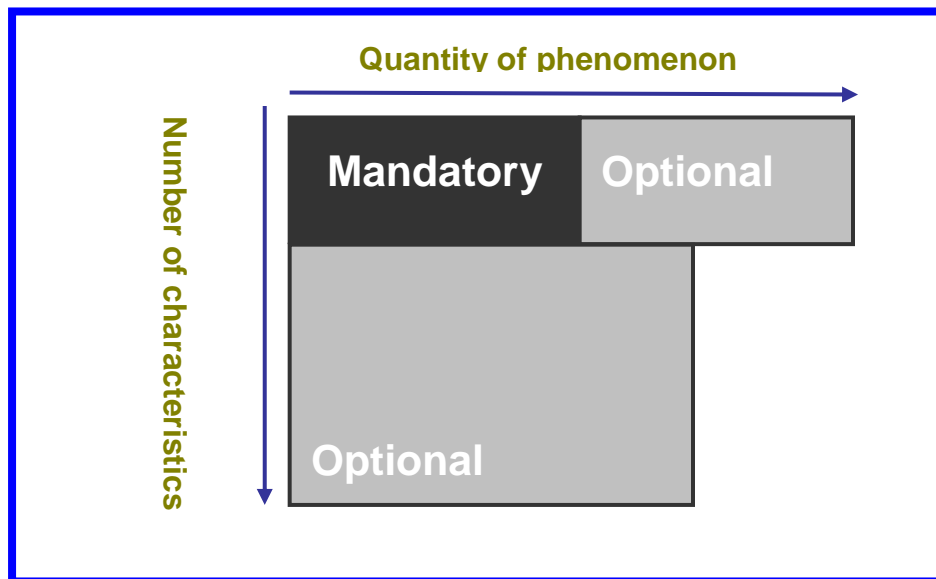 Quantity of phenomenon
Number of characteristics
Mandatory
Optional
Optional